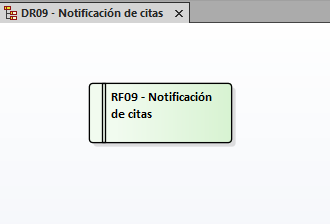 DR09 - Notificación de citas
RF09 - Notificación
de citas